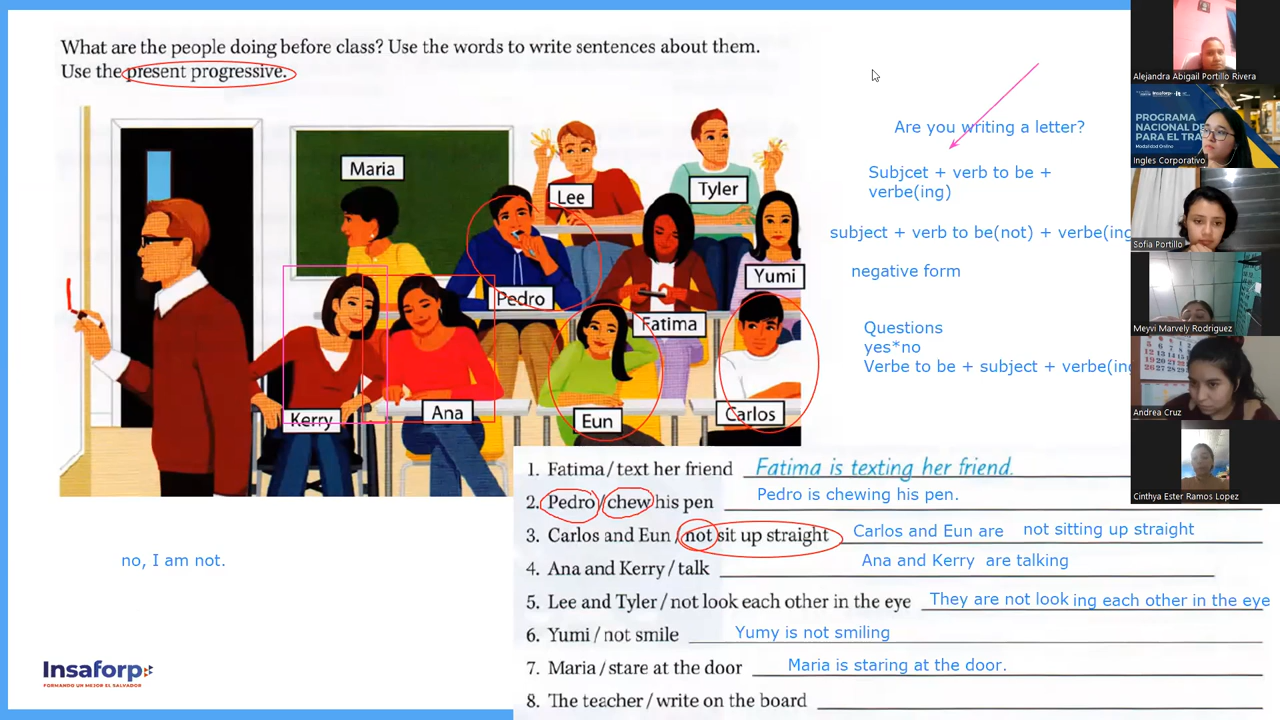 What are the people doing before class? Use the words to write sentences about them.
Use the present progressive.
Maria
Lee
Tyler
Pedro
Yumi
Fatima
Kerry
Ana
Eun
Carlos
Are you writing a letter?
Subjcet + verb to be +
verbe(ing)
subject + verb to be(not) + verbe(ing
negative form
Questions
yes*no
Verbe to be + subject + verbe(ing
1. Fatima / text her friend Fatima is texting her friend.
2. Pedro / chew his pen Pedro is chewing his pen.
3. Carlos and Eun / not sit up straight Carlos and Eun are not sitting up straight
4. Ana and Kerry / talk Ana and Kerry are talking
5. Lee and Tyler / not look each other in the eye They are not look ing each other in the eye
6. Yumi / not smile Yumy is not smiling
7. Maria / stare at the door Maria is staring at the door.
8. The teacher / write on the board
no, I am not.
Insaforp
FORMANDO UN MEJOR EL SALVADOR
Alejandra Abigail Portillo Rivera
Insaforp
PROGRAMA
NACIONAL DE
PARA EL TRA
Modalidad Online
Ingles Corporativo
Sofia Portillo
Meyvi Marvely Rodriguez
Andrea Cruz
Cinthya Ester Ramos Lopez